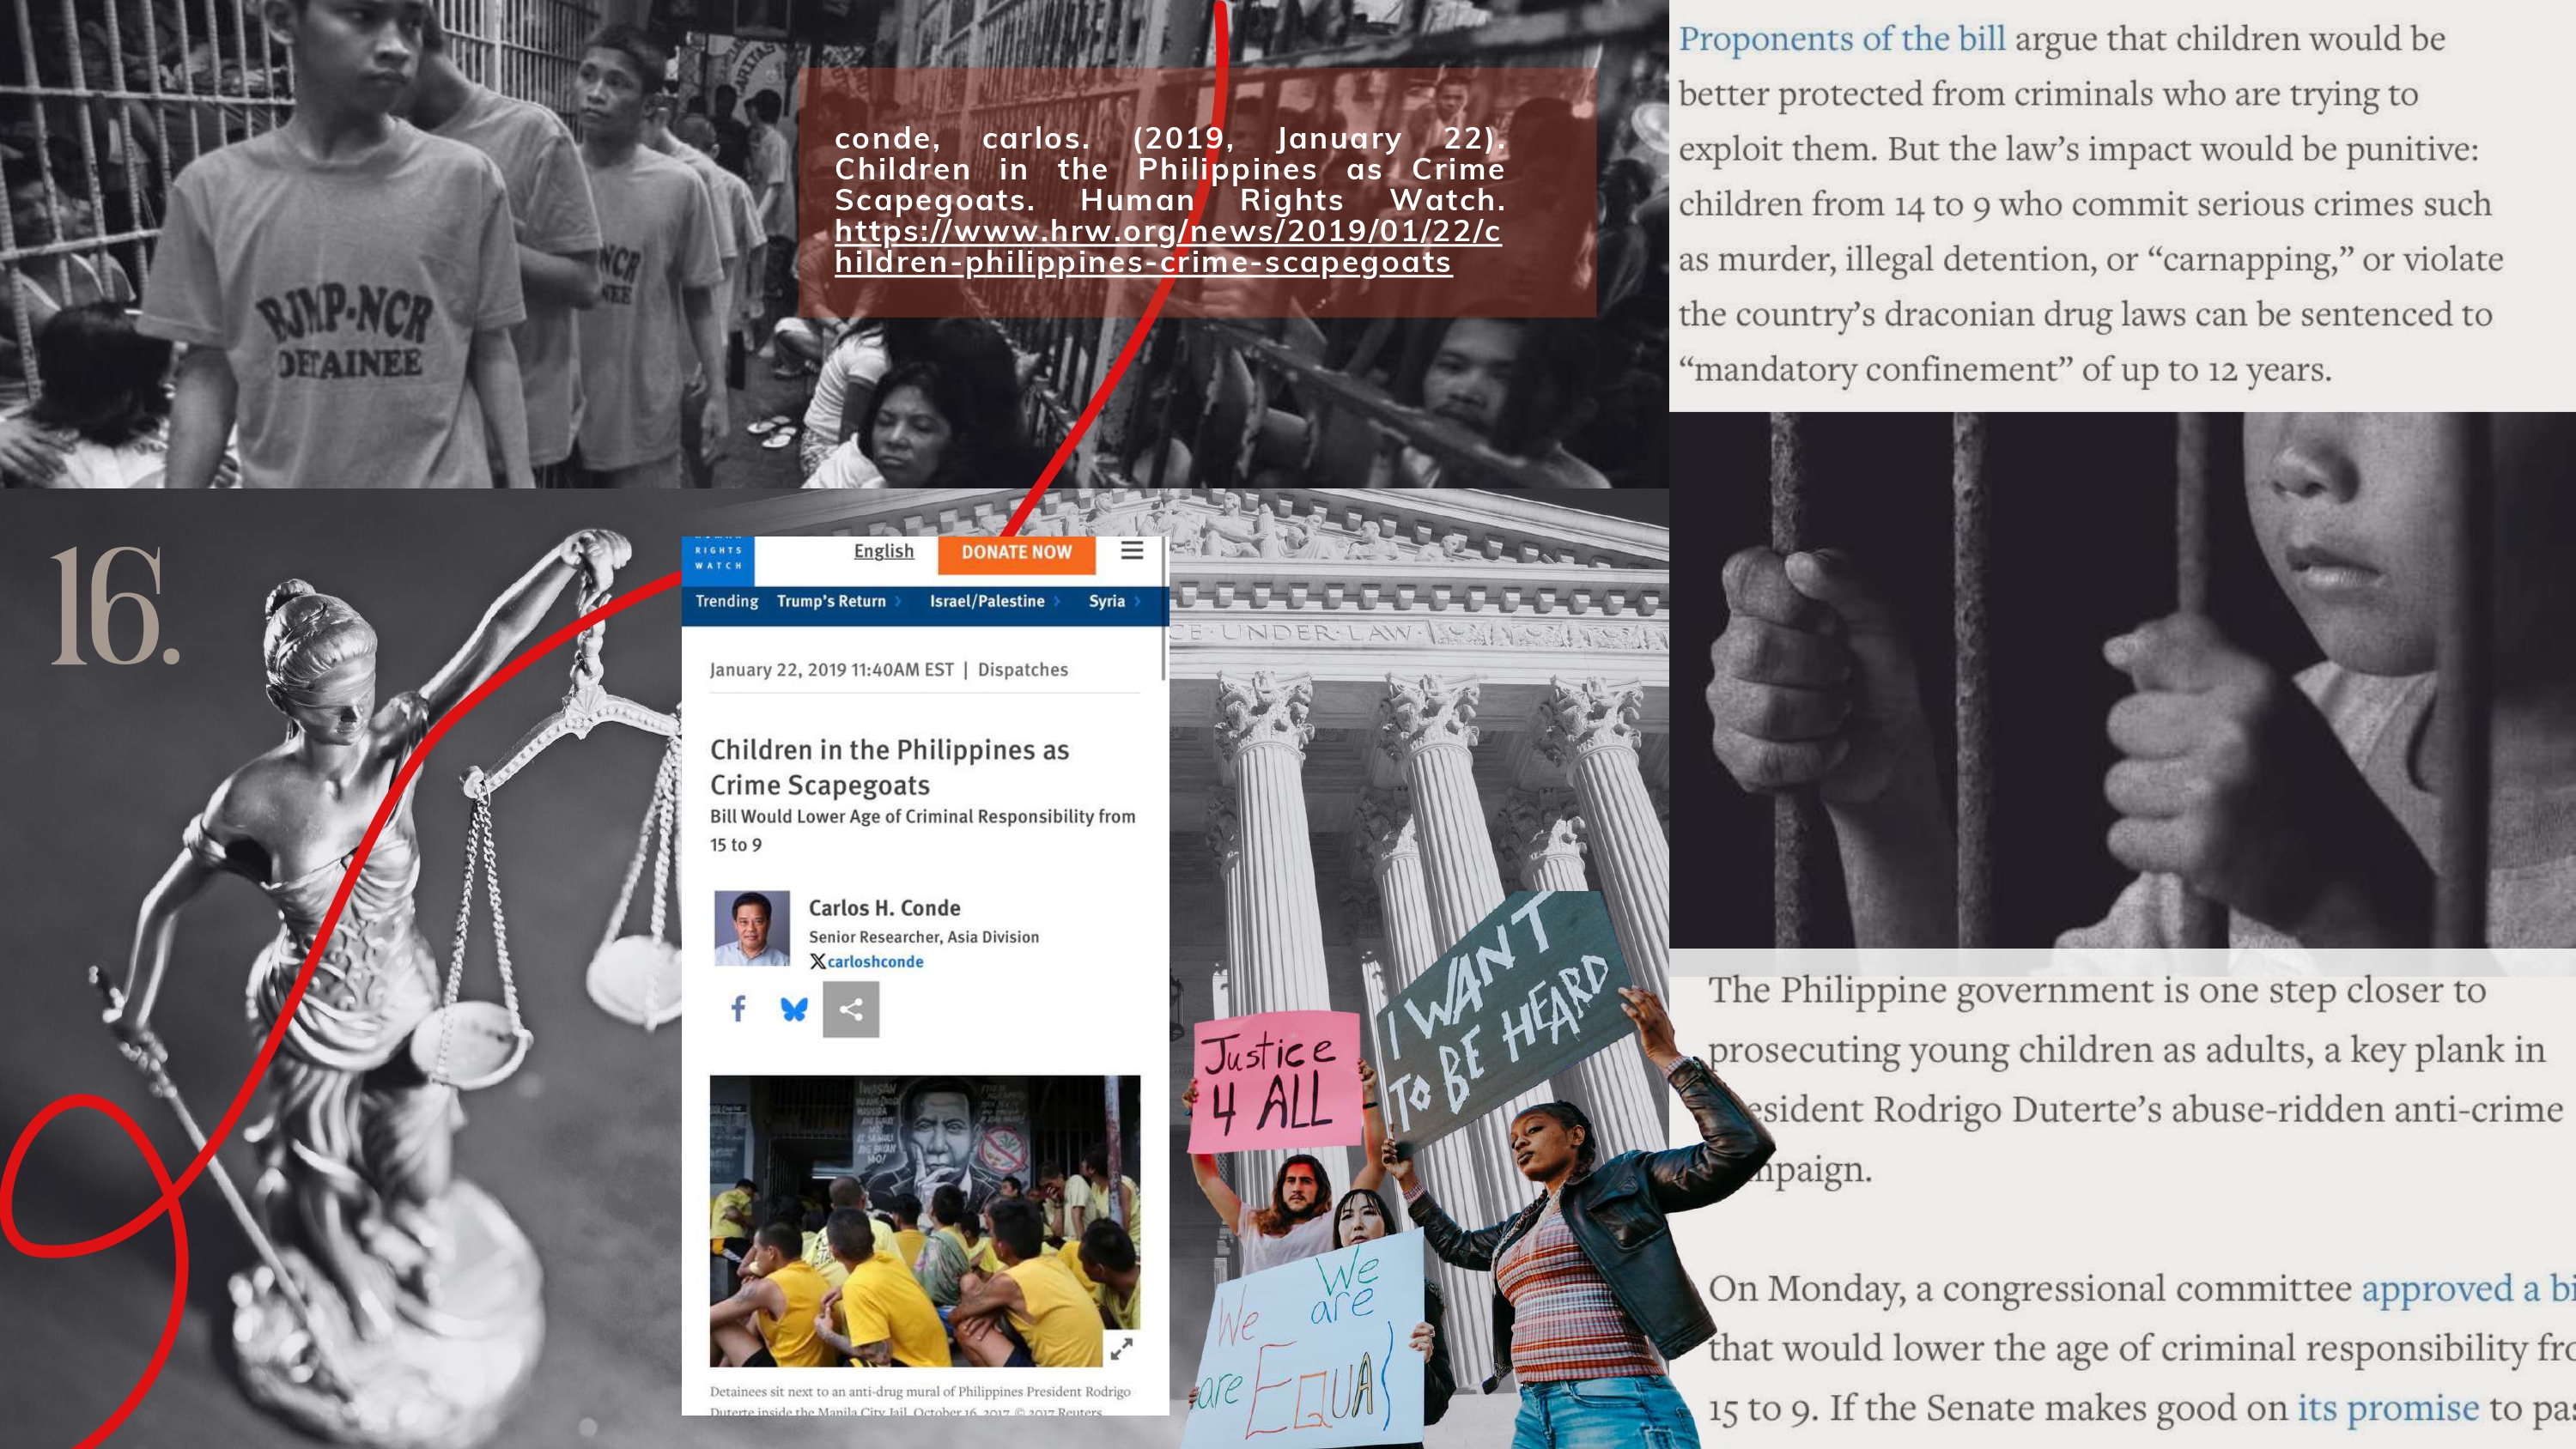 BJMP-NCR
DETAINEE
NCR
conde, carlos. (2019, January 22).
Children in the Philippines as Crime
Scapegoats. Human Rights Watch.
https://www.hrw.org/news/2019/01/22/c
hildren-philippines-crime-scapegoats
Proponents of the bill argue that children would be
better protected from criminals who are trying to
exploit them. But the law’s impact would be punitive:
children from 14 to 9 who commit serious crimes such
as murder, illegal detention, or “carnapping,” or violate
the country’s draconian drug laws can be sentenced to
“mandatory confinement” of up to 12 years.
16.
RIGHTS
WATCH
English
DONATE NOW
Trending Trump’s Return Israel/Palestine Syria
January 22, 2019 11:40AM EST | Dispatches
Children in the Philippines as
Crime Scapegoats
Bill Would Lower Age of Criminal Responsibility from
15 to 9
Carlos H. Conde
Senior Researcher, Asia Division
carloshconde
IWASAN
Detainees sit next to an anti-drug mural of Philippines President Rodrigo
Duterte inside the Manila City Jail, October 16, 2017. © 2017 Reuters
UNDER LAW
Justice
4 ALL
I WANT
TO BE HEARD
We
are
We
are EQUAL
The Philippine government is one step closer to
prosecuting young children as adults, a key plank in
esident Rodrigo Duterte’s abuse-ridden anti-crime
mpaign.
On Monday, a congressional committee approved a bi
that would lower the age of criminal responsibility fro
15 to 9. If the Senate makes good on its promise to pas